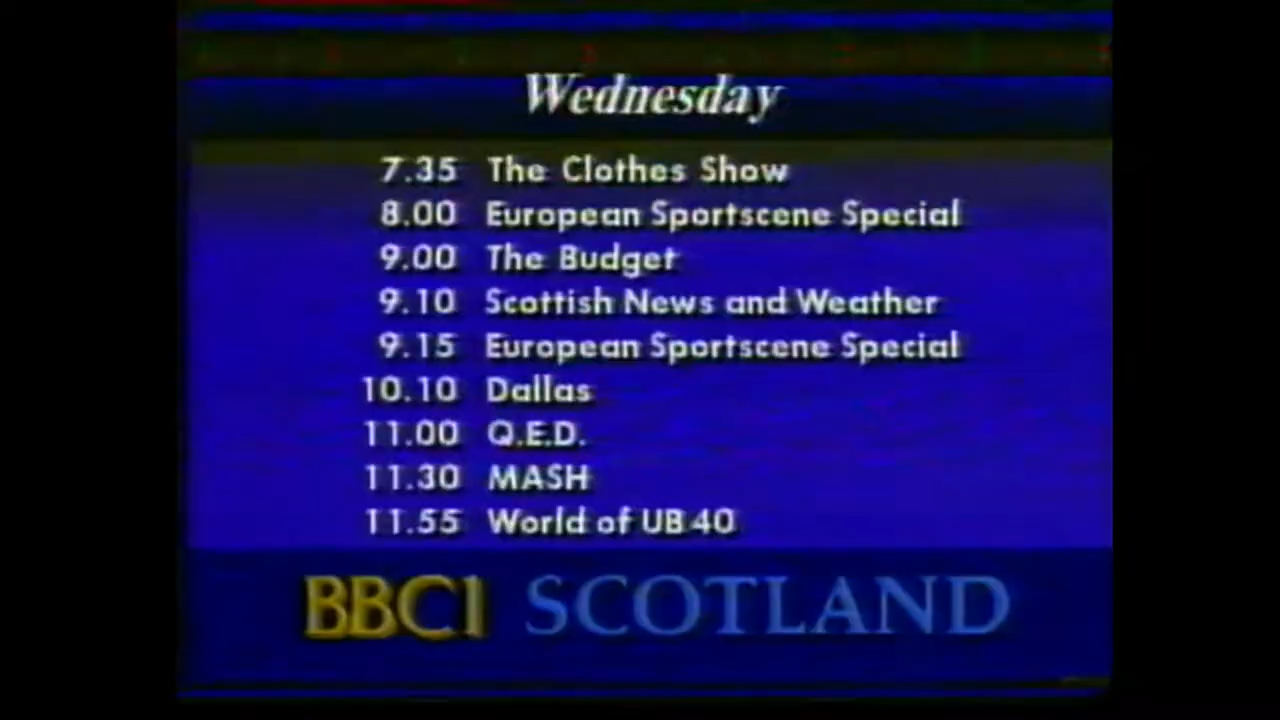 Wednesday
7.35 The Clothes Show
8.00 European Sportscene Special
9.00 The Budget
9.10 Scottish News and Weather
9.15 European Sportscene Special
10.10 Dallas
11.00 Q.E.D.
11.30 MASH
11.55 World of UB40
BBC1 SCOTLAND